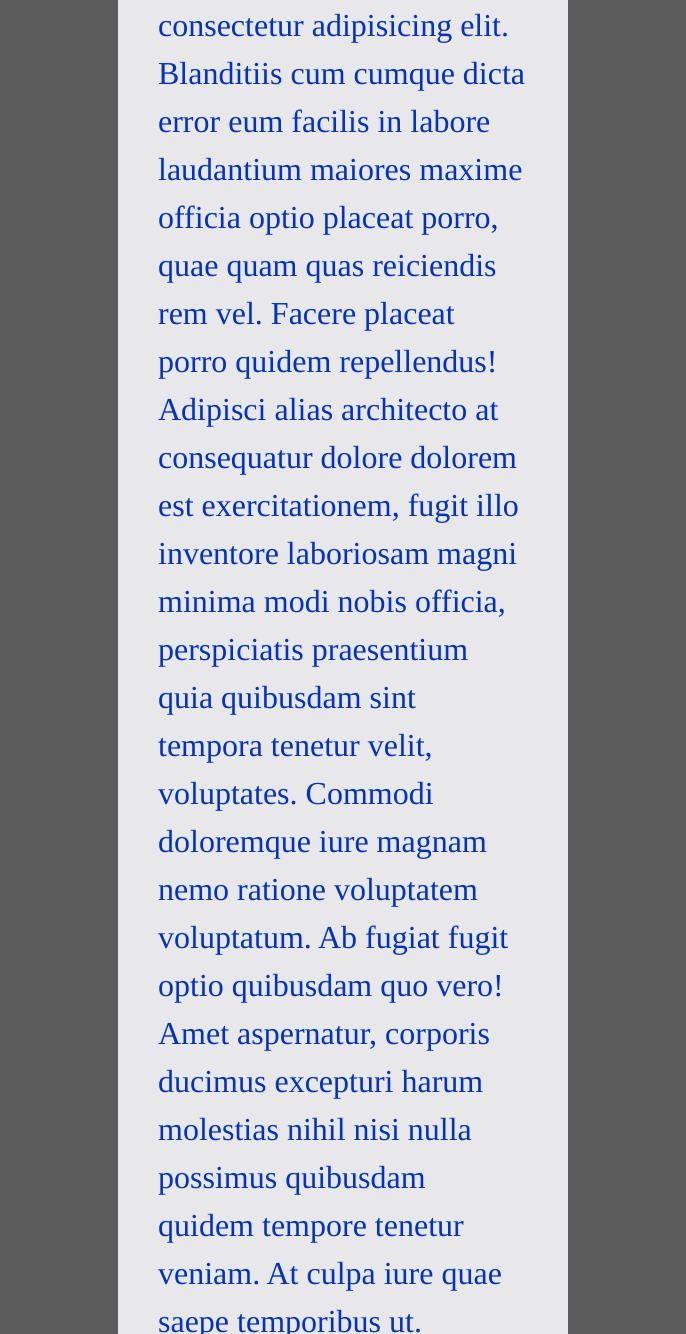 consectetur adipisicing elit.
Blanditiis cum cumque dicta
error eum facilis in labore
laudantium maiores maxime
officia optio placeat porro,
quae quam quas reiciendis
rem vel. Facere placeat
porro quidem repellendus!
Adipisci alias architecto at
consequatur dolore dolorem
est exercitationem, fugit illo
inventore laboriosam magni
minima modi nobis officia,
perspiciatis praesentium
quia quibusdam sint
tempora tenetur velit,
voluptates. Commodi
doloremque iure magnam
nemo ratione voluptatem
voluptatum. Ab fugiat fugit
optio quibusdam quo vero!
Amet aspernatur, corporis
ducimus excepturi harum
molestias nihil nisi nulla
possimus quibusdam
quidem tempore tenetur
veniam. At culpa iure quae
saepe temporibus ut.